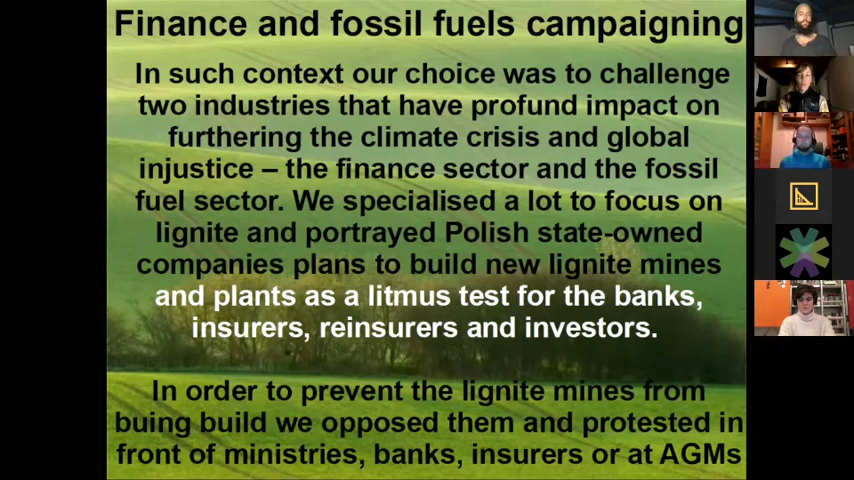 Finance and fossil fuels campaigning
In such context our choice was to challenge
two industries that have profund impact on
furthering the climate crisis and global
injustice – the finance sector and the fossil
fuel sector. We specialised a lot to focus on
lignite and portrayed Polish state-owned
companies plans to build new lignite mines
and plants as a litmus test for the banks,
insurers, reinsurers and investors.
In order to prevent the lignite mines from
buing build we opposed them and protested in
front of ministries, banks, insurers or at AGMs